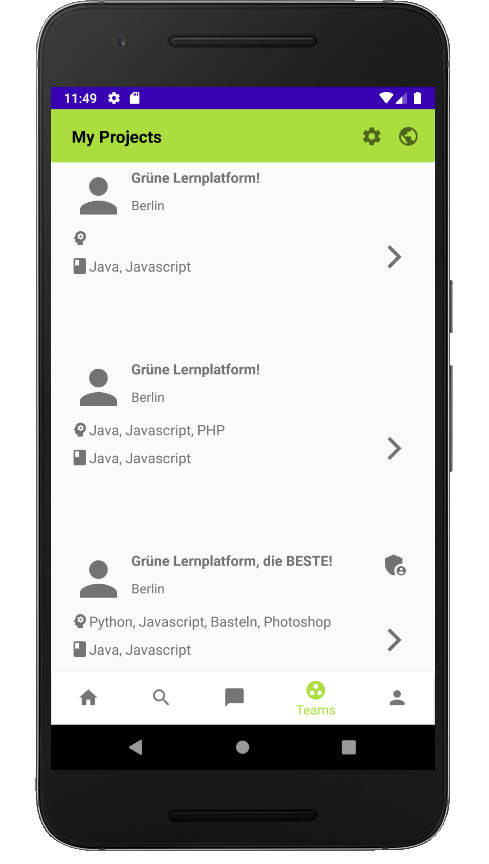 11:49
My Projects
Grüne Lernplatform!
Berlin
Java, Javascript
Grüne Lernplatform!
Berlin
Java, Javascript, PHP
Java, Javascript
Grüne Lernplatform, die BESTE!
Berlin
Python, Javascript, Basteln, Photoshop
Java, Javascript
Teams